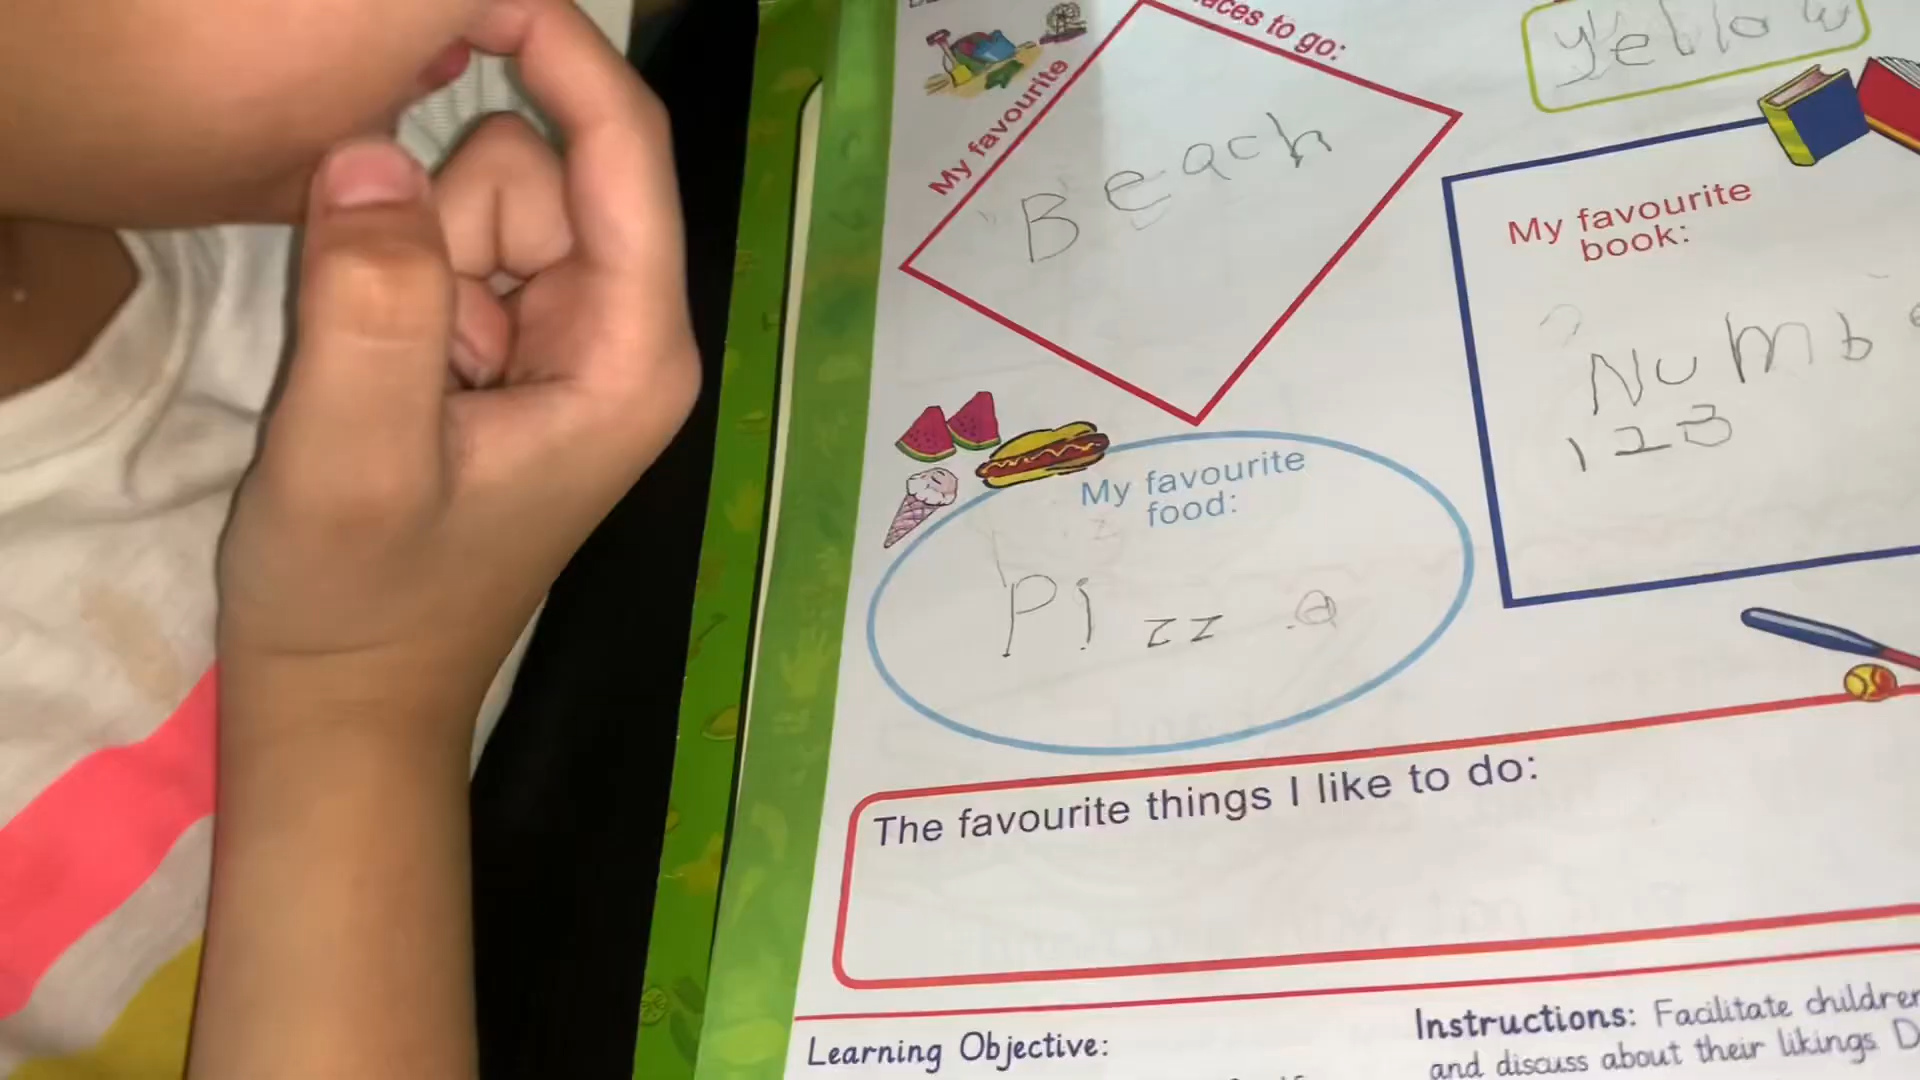 aces to go:
My favourite
Beach
Yellow
My favourite
book:
Numb
123
My favourite
food:
Pizza
The favourite things I like to do:
Learning Objective:
Instructions: Facilitate children
and discuss about their likings. D